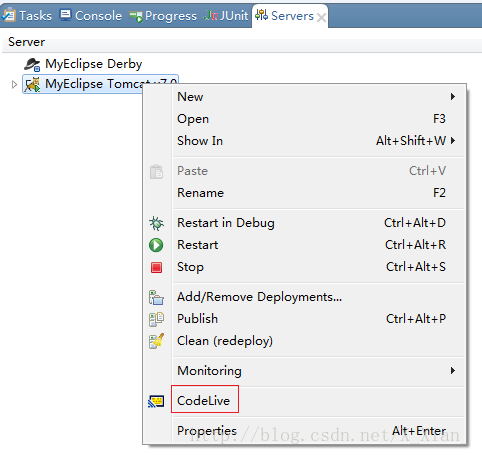 Tasks Console Progress JUnit Servers
Server
MyEclipse Derby
MyEclipse Tomcat v7.0
New
Open F3
Show In Alt+Shift+W
Paste Ctrl+V
Rename F2
Restart in Debug Ctrl+Alt+D
Restart Ctrl+Alt+R
Stop Ctrl+Alt+S
Add/Remove Deployments...
Publish Ctrl+Alt+P
Clean (redeploy)
Monitoring
CodeLive
Properties Alt+Enter
http://blog.csdn.net/x_xian